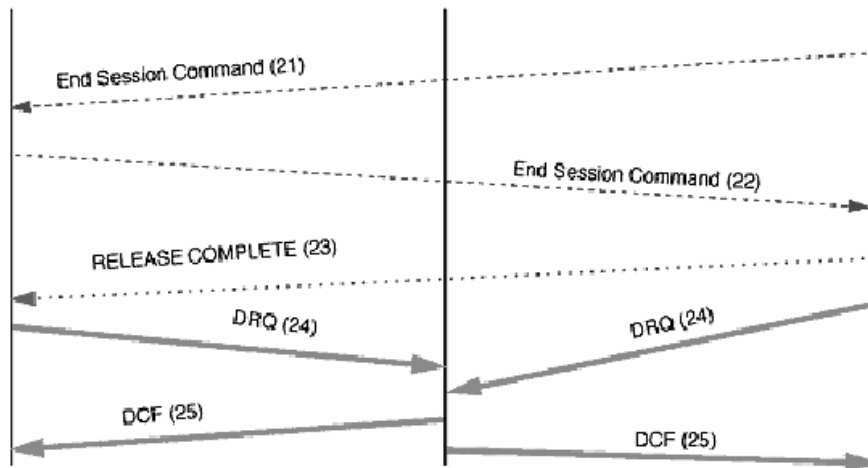 End Session Command (21)
End Session Command (22)
RELEASE COMPLETE (23)
DRQ (24)
DRQ (24)
DCF (25)
DCF (25)